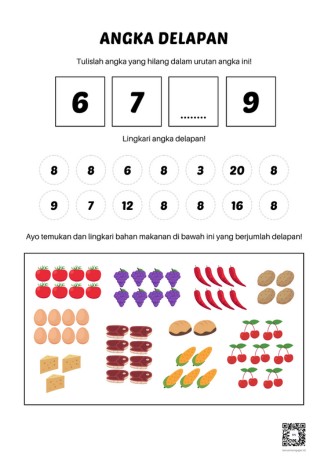 ANGKA DELAPAN
Tulislah angka yang hilang dalam urutan angka ini!
6 7 ........ 9
Lingkari angka delapan!
8 8 6 8 3 20 8
9 7 12 8 8 16 8
Ayo temukan dan lingkari bahan makanan di bawah ini yang berjumlah delapan!